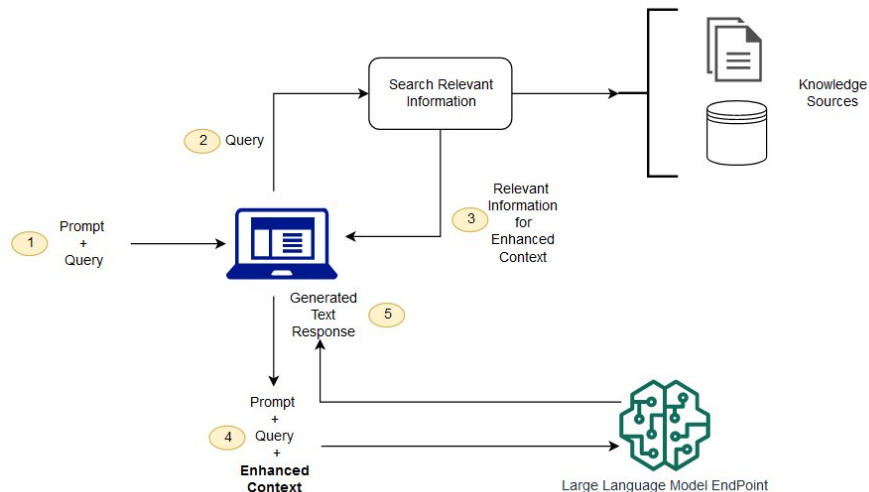 1
Prompt
+
Query
2
Query
Search Relevant
Information
Knowledge
Sources
3
Relevant
Information
for
Enhanced
Context
4
Prompt
+
Query
+
Enhanced
Context
Large Language Model EndPoint
5
Generated
Text
Response